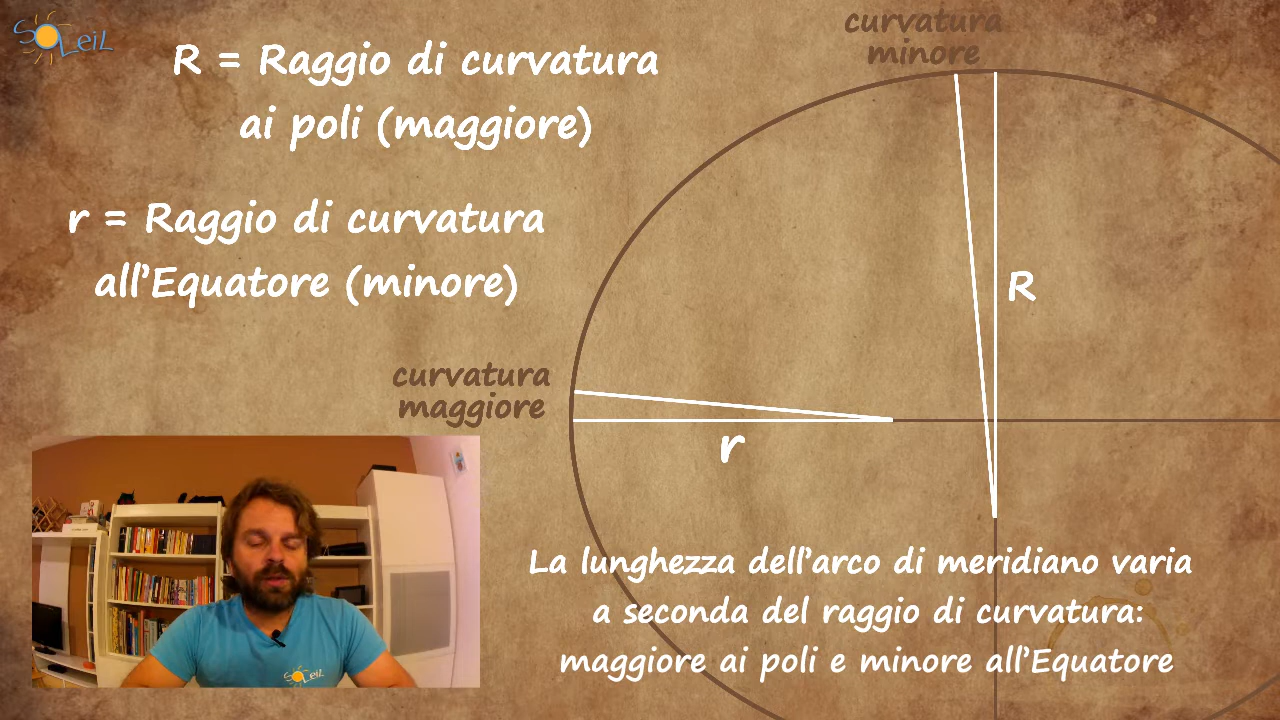 SOLeiL
R = Raggio di curvatura
ai poli (maggiore)
r = Raggio di curvatura
all'Equatore (minore)
curvatura
minore
R
curvatura
maggiore
r
La lunghezza dell'arco di meridiano varia
a seconda del raggio di curvatura:
maggiore ai poli e minore all'Equatore
SOLeiL